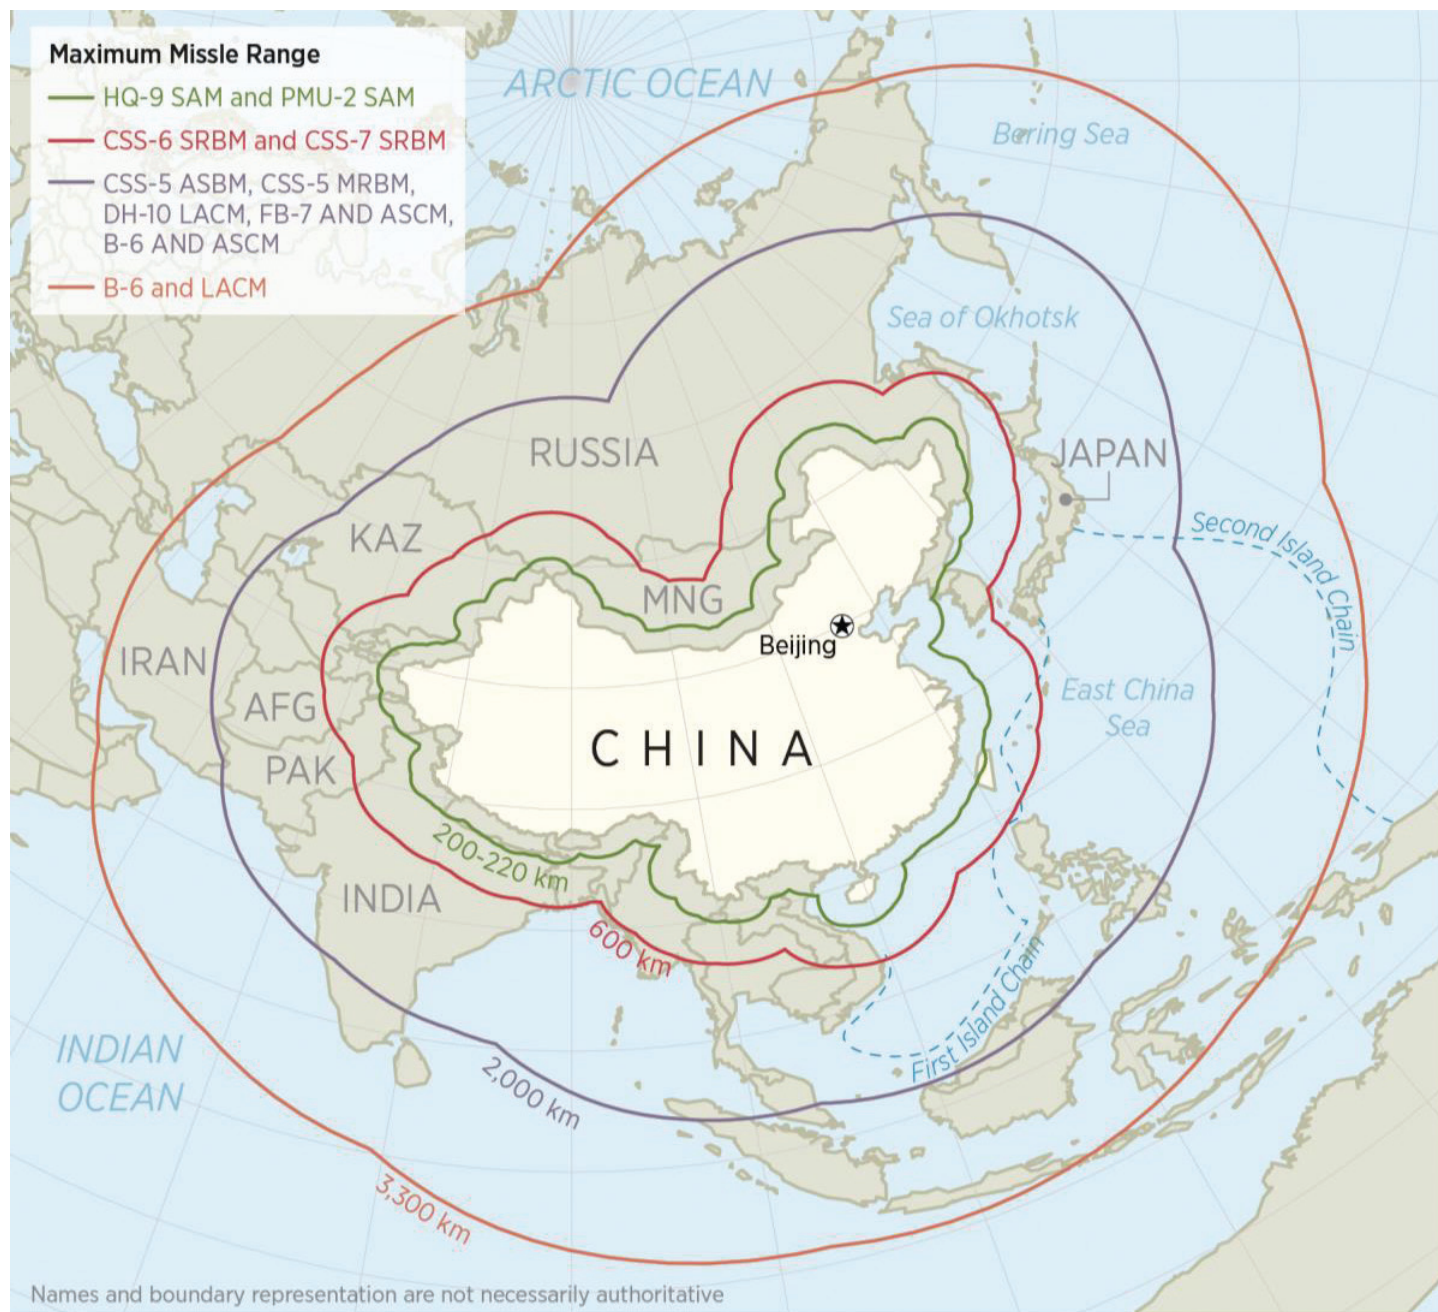 Maximum Missle Range
HQ-9 SAM and PMU-2 SAM
CSS-6 SRBM and CSS-7 SRBM
CSS-5 ASBM, CSS-5 MRBM,
DH-10 LACM, FB-7 AND ASCM,
B-6 AND ASCM
B-6 and LACM
ARCTIC OCEAN
Bering Sea
Sea of Okhotsk
RUSSIA
JAPAN
KAZ
Second Island Chain
MNG
Beijing
IRAN
AFG
East China
Sea
CHINA
PAK
200-220 km
INDIA
600 km
First Island Chain
INDIAN
OCEAN
2,000 km
3,300 km
Names and boundary representation are not necessarily authoritative